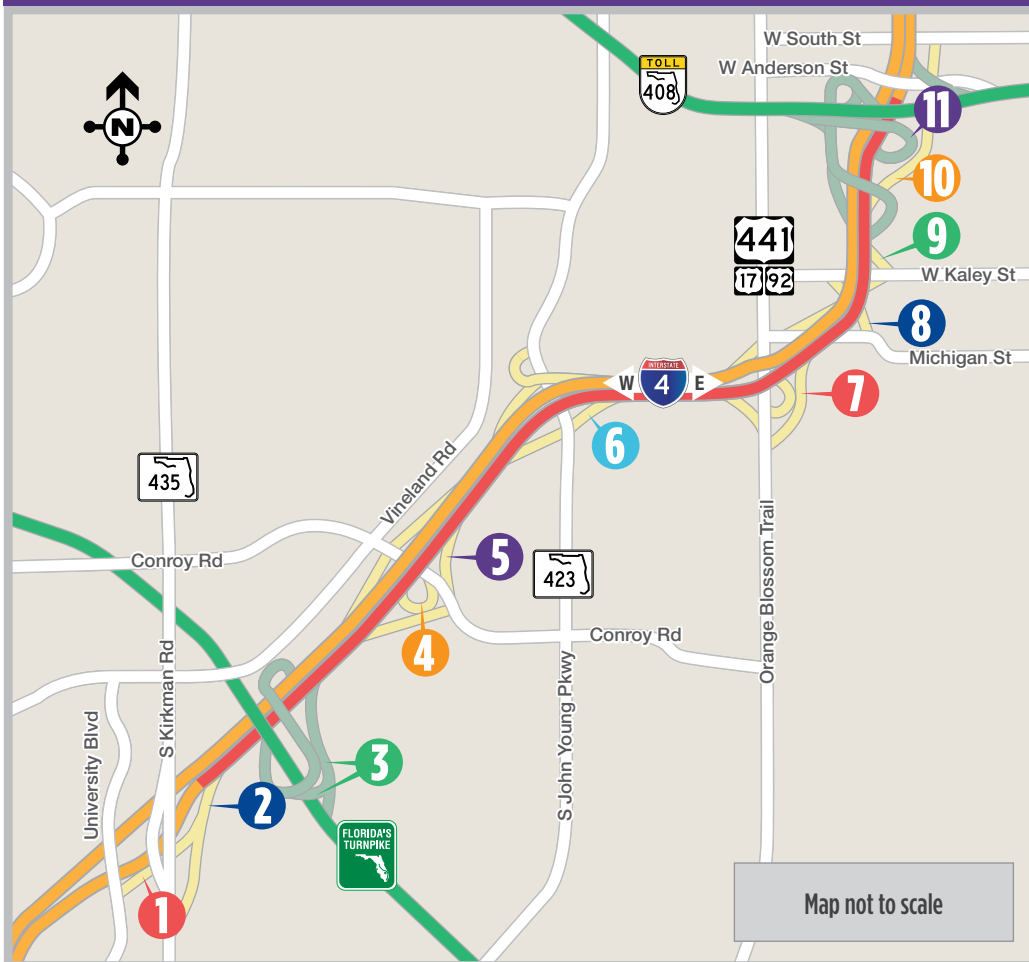 W South St
W Anderson St
TOLL
408
11
N
10
441
17 92
9
W Kaley St
8
Michigan St
INTERSTATE
W 4 E
7
6
435
Vineland Rd
5
423
Conroy Rd
Orange Blossom Trail
4
Conroy Rd
S Kirkman Rd
S John Young Pkwy
University Blvd
3
2
FLORIDA'S
TURNPIKE
1
Map not to scale